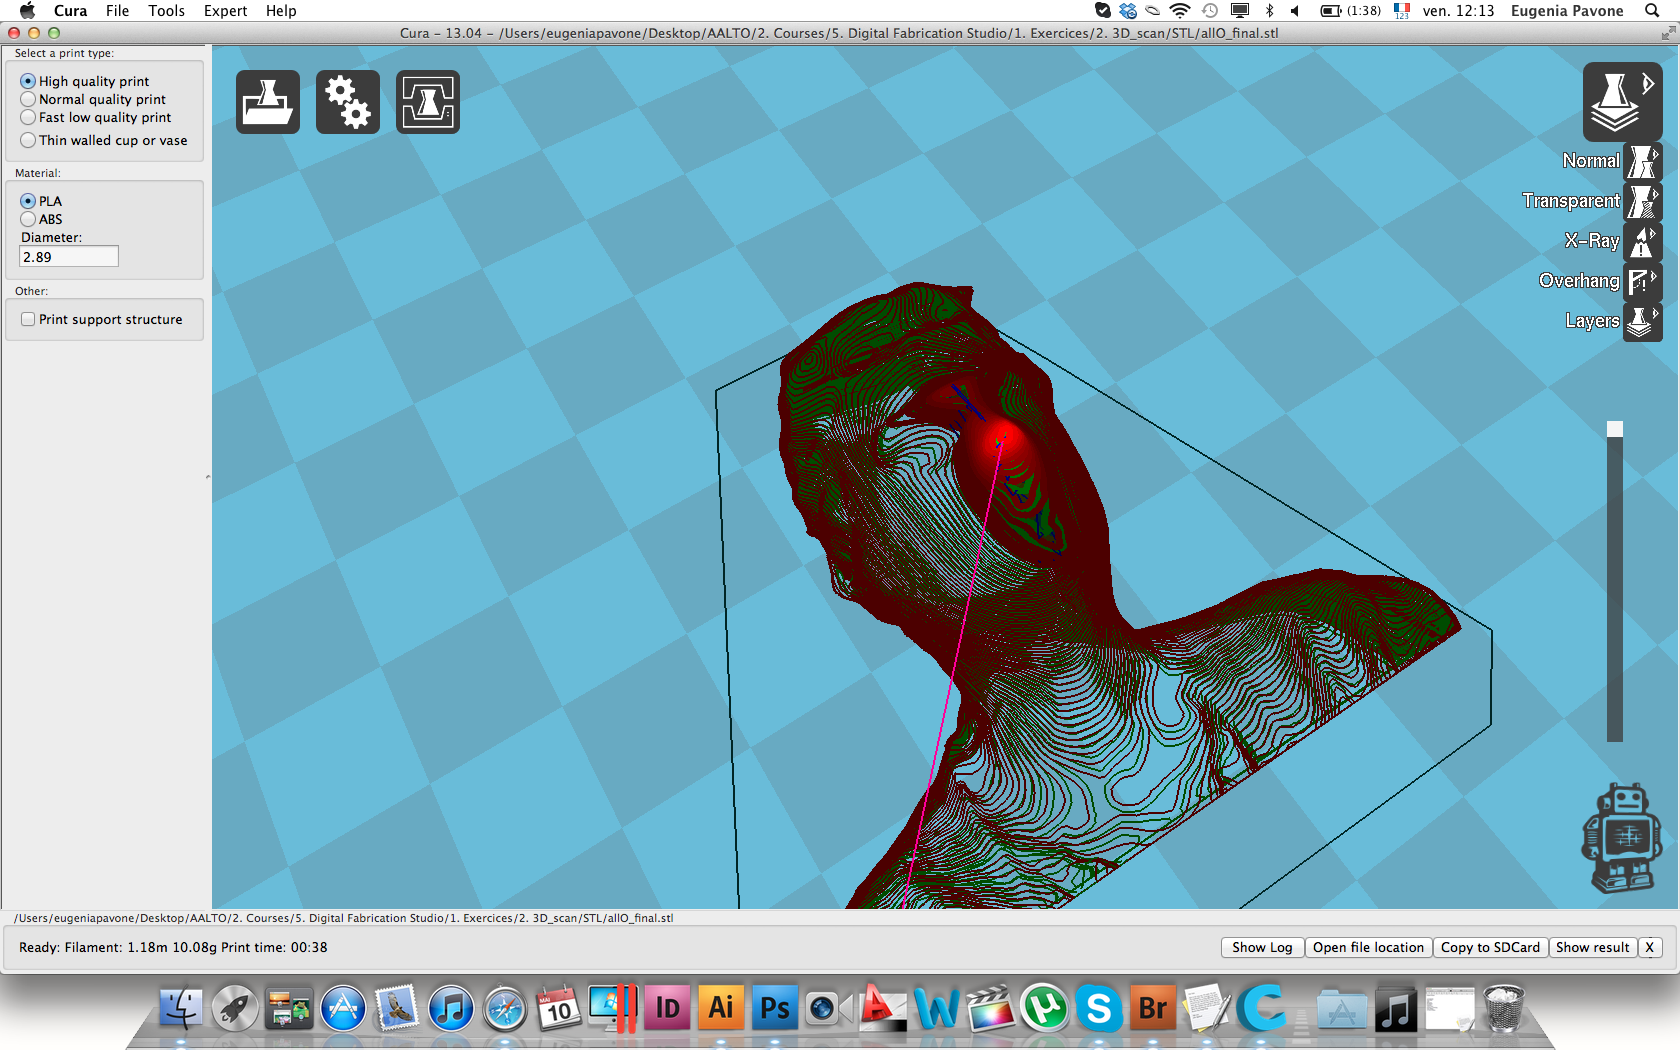 Cura File Tools Expert Help
(1:38) 123 ven. 12:13 Eugenia Pavone
Cura - 13.04 - /Users/eugeniapavone/Desktop/AALTO/2. Courses/5. Digital Fabrication Studio/1. Exercices/2. 3D_scan/STL/allO_final.stl
Select a print type:
High quality print
Normal quality print
Fast low quality print
Thin walled cup or vase
Material:
PLA
ABS
Diameter:
2.89
Other:
Print support structure
Normal
Transparent
X-Ray
Overhang
Layers
/Users/eugeniapavone/Desktop/AALTO/2. Courses/5. Digital Fabrication Studio/1. Exercices/2. 3D_scan/STL/allO_final.stl
Ready: Filament: 1.18m 10.08g Print time: 00:38
Show Log Open file location Copy to SDCard Show result X
MAI
10 Id Ai Ps W µ S Br C